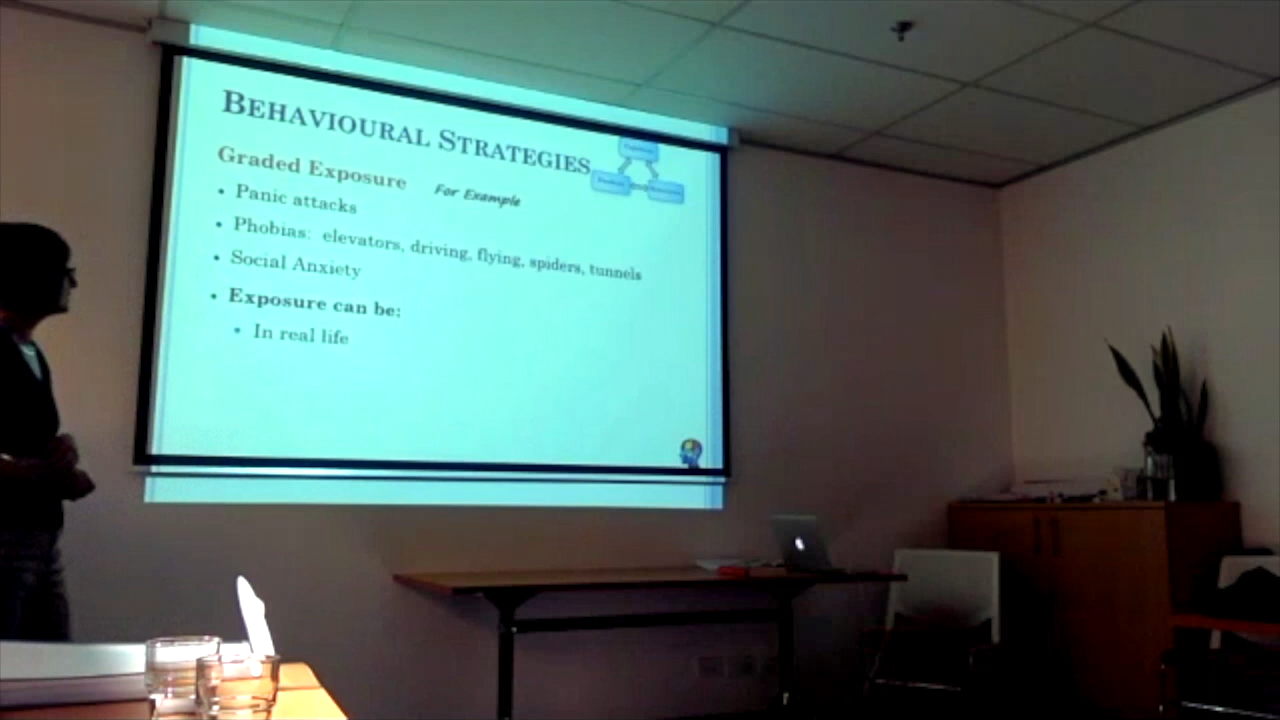 BEHAVIOURAL STRATEGIES
Graded Exposure
For Example
• Panic attacks
• Phobias: elevators, driving, flying, spiders, tunnels
• Social Anxiety
• Exposure can be:
• In real life